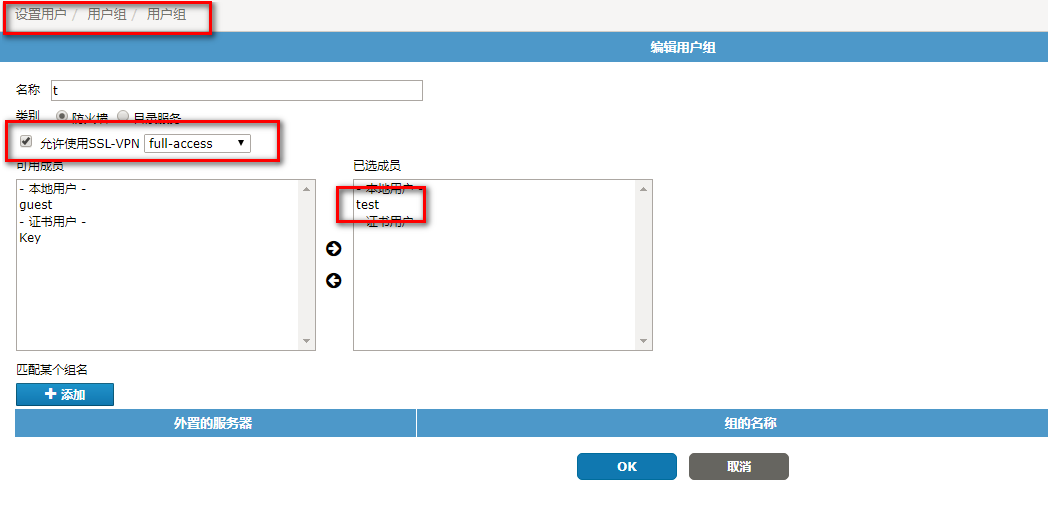 设置用户 / 用户组 / 用户组
编辑用户组
名称 t
类别 防火墙 目录服务
允许使用SSL-VPN full-access
可用成员
- 本地用户 -
guest
- 证书用户 -
Key
已选成员
- 本地用户 -
test
- 证书用户 -
匹配某个组名
添加
外置的服务器 组的名称
OK 取消